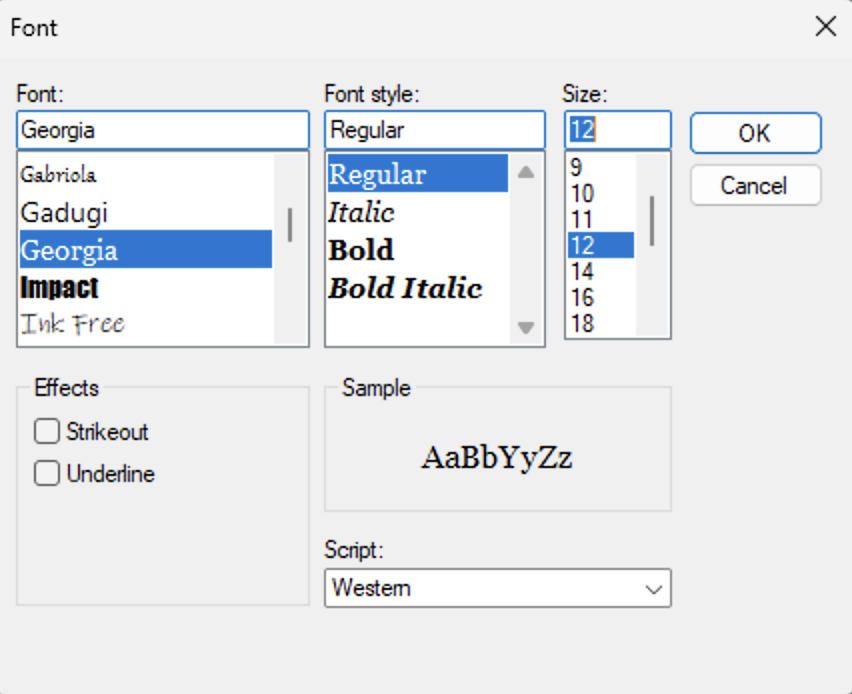 Font
Font: Font style: Size:
Georgia Regular 12 OK
Gabriola Regular 9 Cancel
Gadugi Italic 10
Georgia Bold 11
Impact Bold Italic 12
Ink Free 14
16
18
Effects Sample
Strikeout
Underline AaBbYyZz
Script:
Western